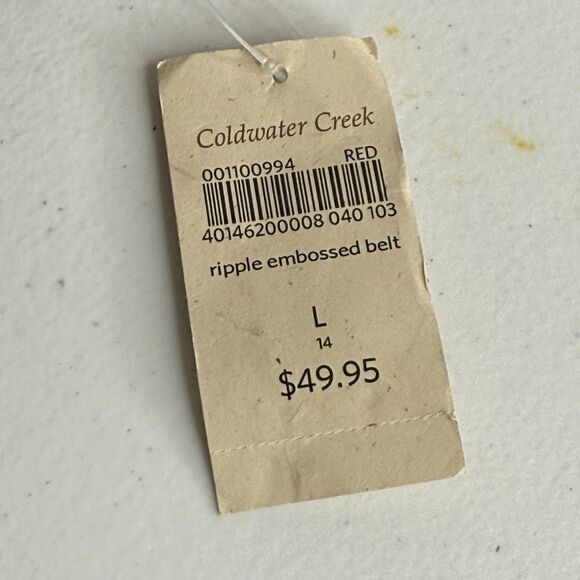 Coldwater Creek
001100994 RED
40146200008 040 103
ripple embossed belt
L
14
$49.95